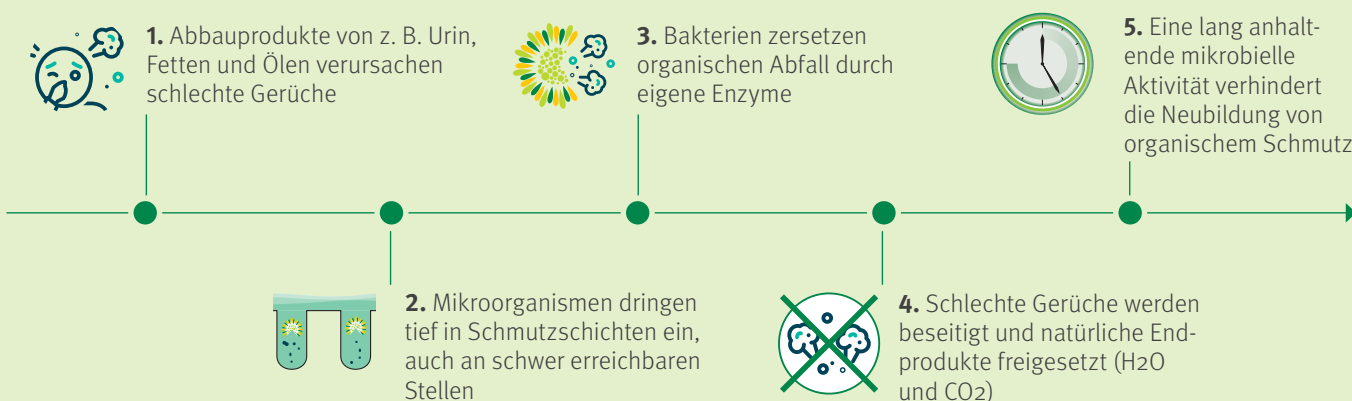 1. Abbauprodukte von z. B. Urin,
Fetten und Ölen verursachen
schlechte Gerüche
2. Mikroorganismen dringen
tief in Schmutzschichten ein,
auch an schwer erreichbaren
Stellen
3. Bakterien zersetzen
organischen Abfall durch
eigene Enzyme
4. Schlechte Gerüche werden
beseitigt und natürliche End-
produkte freigesetzt (H2O
und CO2)
5. Eine lang anhalt-
ende mikrobielle
Aktivität verhindert
die Neubildung von
organischem Schmutz